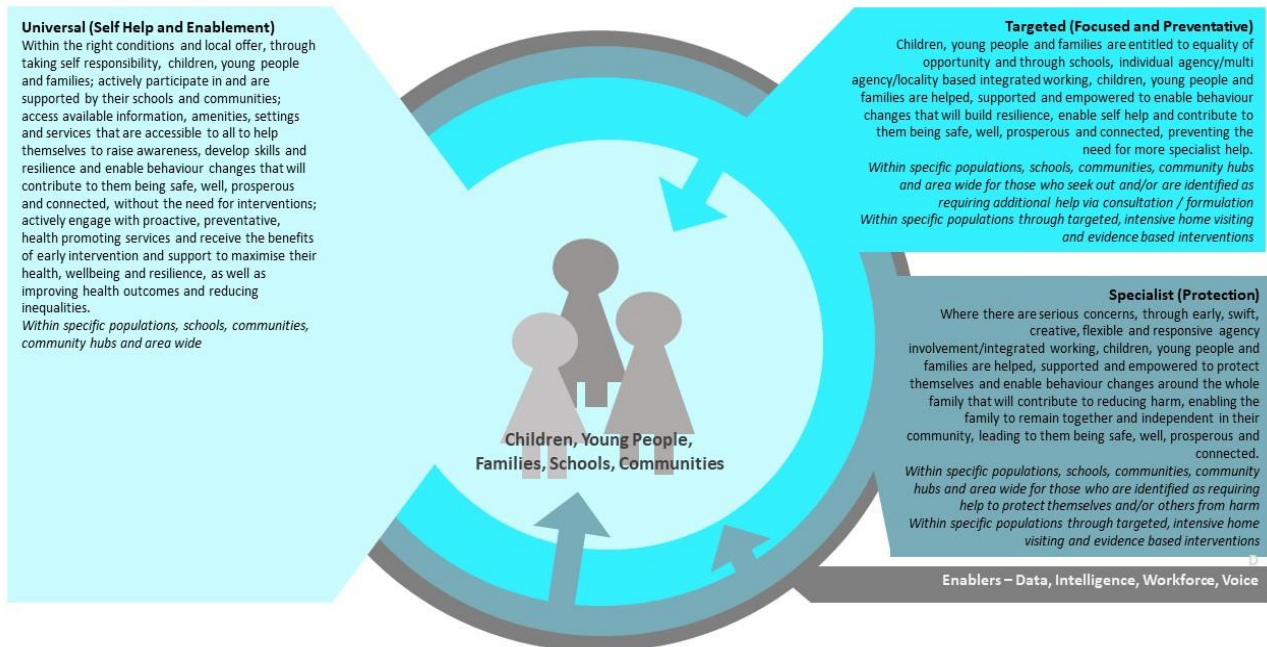 Universal (Self Help and Enablement)
Within the right conditions and local offer, through
taking self responsibility, children, young people
and families; actively participate in and are
supported by their schools and communities;
access available information, amenities, settings
and services that are accessible to all to help
themselves to raise awareness, develop skills and
resilience and enable behaviour changes that will
contribute to them being safe, well, prosperous
and connected, without the need for interventions;
actively engage with proactive, preventative,
health promoting services and receive the benefits
of early intervention and support to maximise their
health, wellbeing and resilience, as well as
improving health outcomes and reducing
inequalities.
Within specific populations, schools, communities,
community hubs and area wide
Targeted (Focused and Preventative)
Children, young people and families are entitled to equality of
opportunity and through schools, individual agency/multi
agency/locality based integrated working, children, young people and
families are helped, supported and empowered to enable behaviour
changes that will build resilience, enable self help and contribute to
them being safe, well, prosperous and connected, preventing the
need for more specialist help.
Within specific populations, schools, communities, community hubs
and area wide for those who seek out and/or are identified as
requiring additional help via consultation / formulation
Within specific populations through targeted, intensive home visiting
and evidence based interventions
Specialist (Protection)
Where there are serious concerns, through early, swift,
creative, flexible and responsive agency
involvement/integrated working, children, young people and
families are helped, supported and empowered to protect
themselves and enable behaviour changes around the whole
family that will contribute to reducing harm, enabling the
family to remain together and independent in their
community, leading to them being safe, well, prosperous and
connected.
Within specific populations, schools, communities, community
hubs and area wide for those who are identified as requiring
help to protect themselves and/or others from harm
Within specific populations through targeted, intensive home
visiting and evidence based interventions
Children, Young People,
Families, Schools, Communities
Enablers – Data, Intelligence, Workforce, Voice